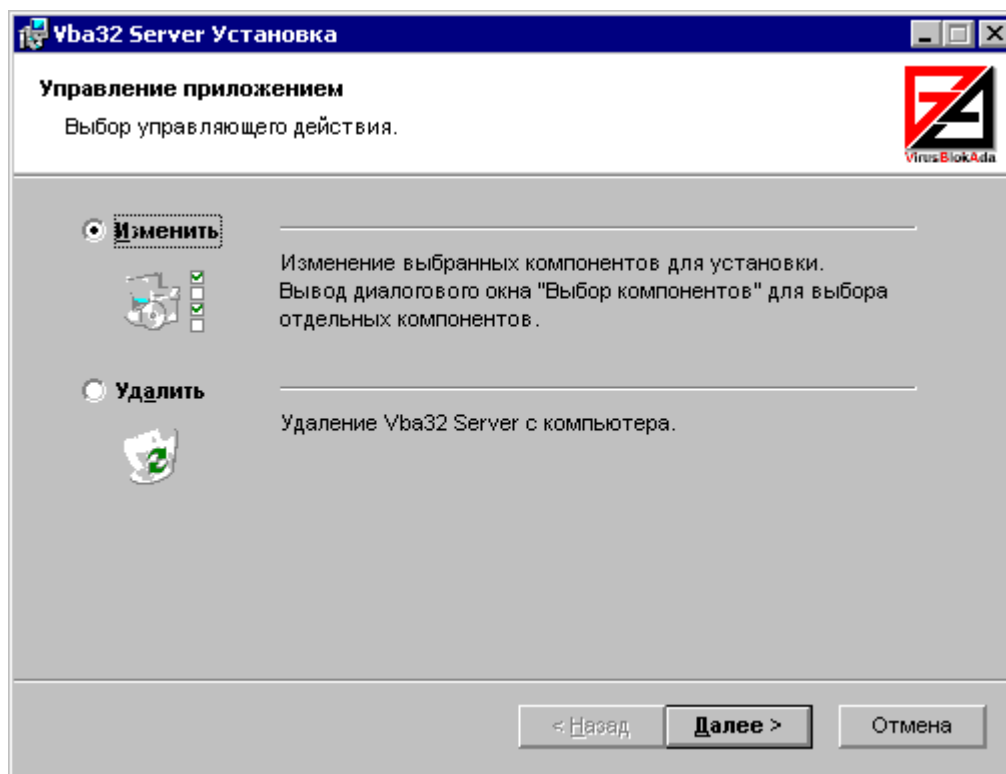 Vba32 Server Установка
Управление приложением
Выбор управляющего действия.
VirusBlokAda
Изменить
Изменение выбранных компонентов для установки.
Вывод диалогового окна "Выбор компонентов" для выбора
отдельных компонентов.
Удалить
Удаление Vba32 Server с компьютера.
< Назад
Далее >
Отмена